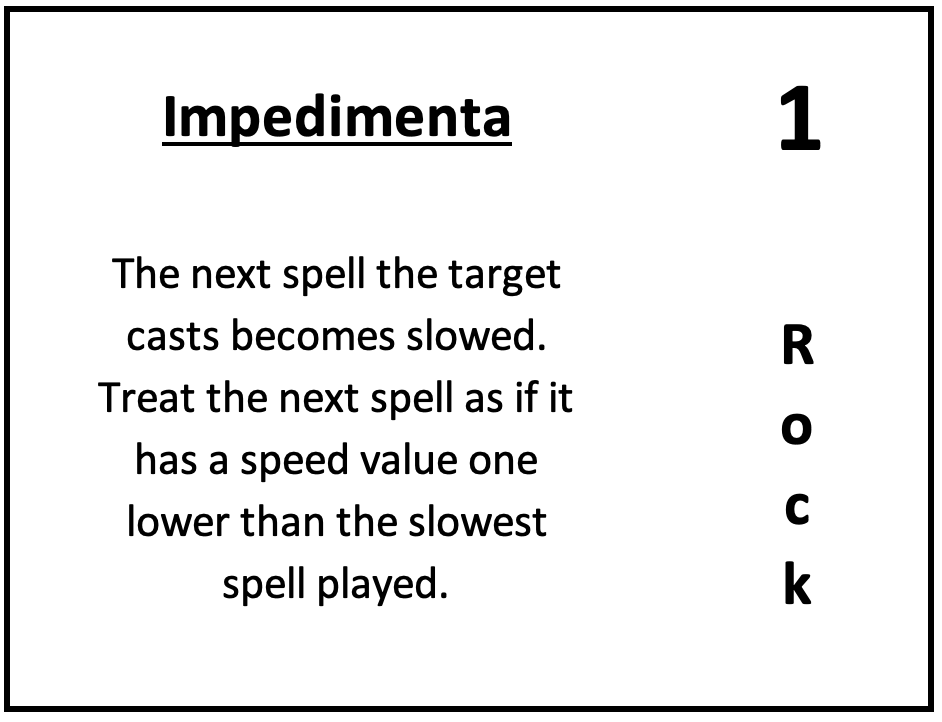 Impedimenta
1
The next spell the target
casts becomes slowed.
Treat the next spell as if it
has a speed value one
lower than the slowest
spell played.
R
o
c
k